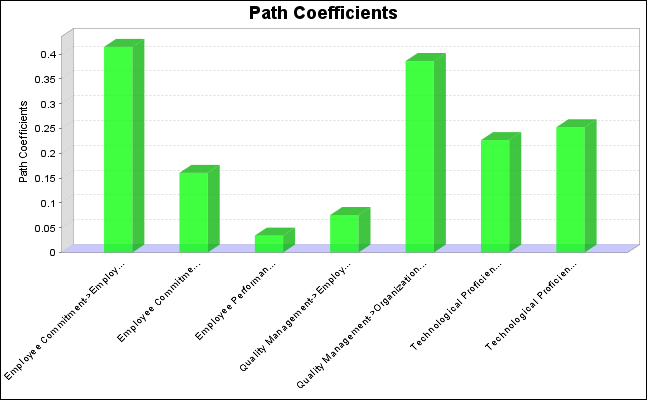 Path Coefficients
Path Coefficients
0.4
0.35
0.3
0.25
0.2
0.15
0.1
0.05
0
Employee Commitment->Employ...
Employee Commitme...
Employee Performan...
Quality Management->Employ...
Quality Management->Organization...
Technological Proficien...
Technological Proficien...